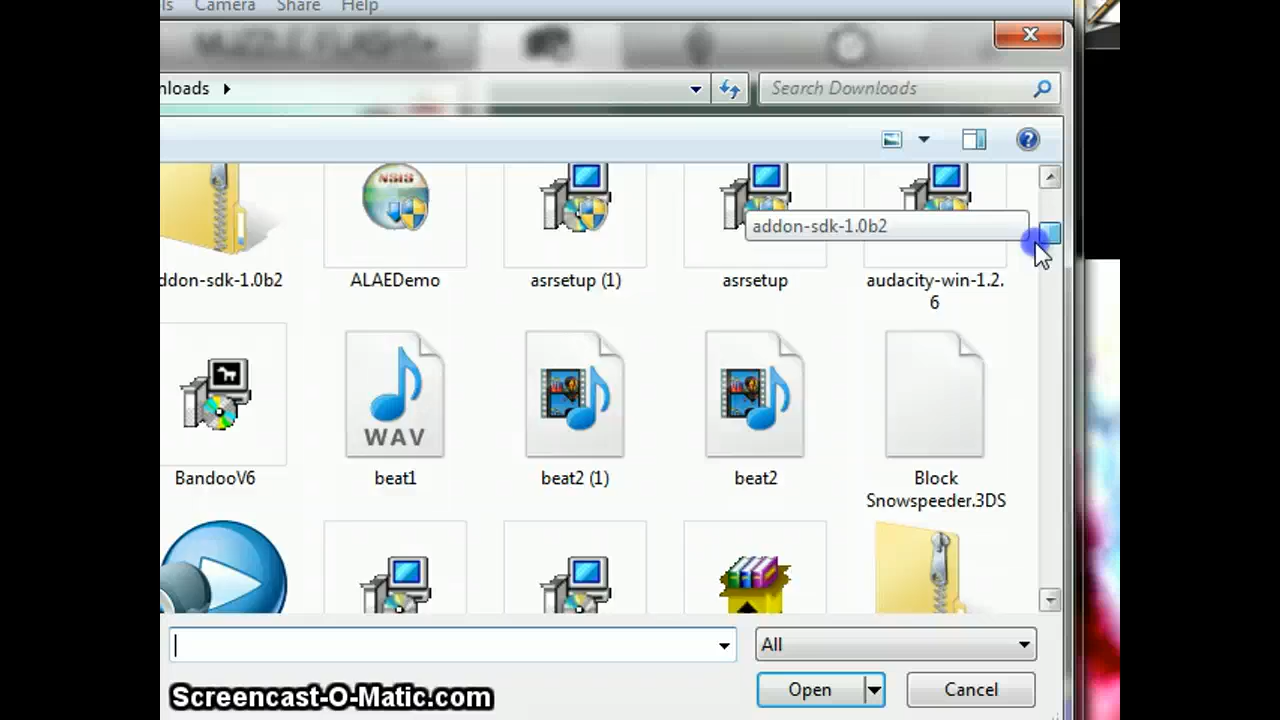 ls Camera Share Help
nloads
Search Downloads
NSIS
addon-sdk-1.0b2
ddon-sdk-1.0b2
ALAEDemo
asrsetup (1)
asrsetup
audacity-win-1.2.
6
WAV
BandooV6
beat1
beat2 (1)
beat2
Block
Snowspeeder.3DS
All
Open
Cancel
Screencast-O-Matic.com